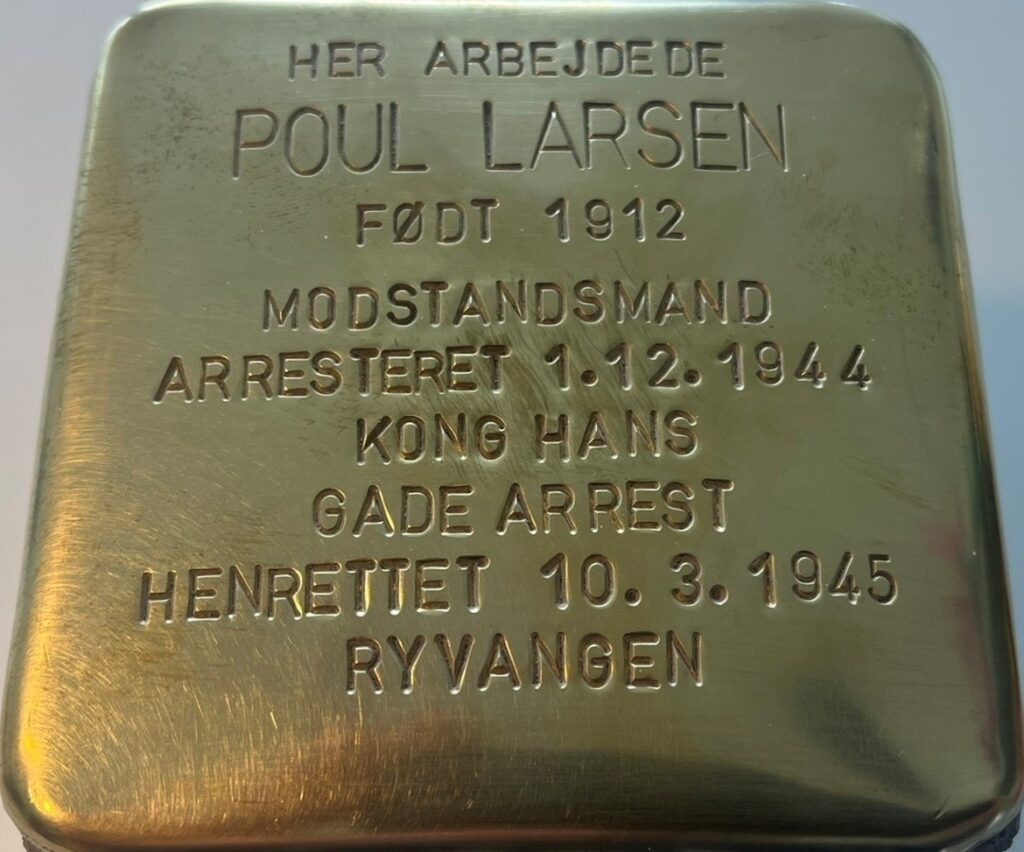 HER ARBEJDEDE
POUL LARSEN
FØDT 1912
MODSTANDSMAND
ARRESTERET 1.12.1944
KONG HANS
GADE ARREST
HENRETTET 10.3.1945
RYVANGEN